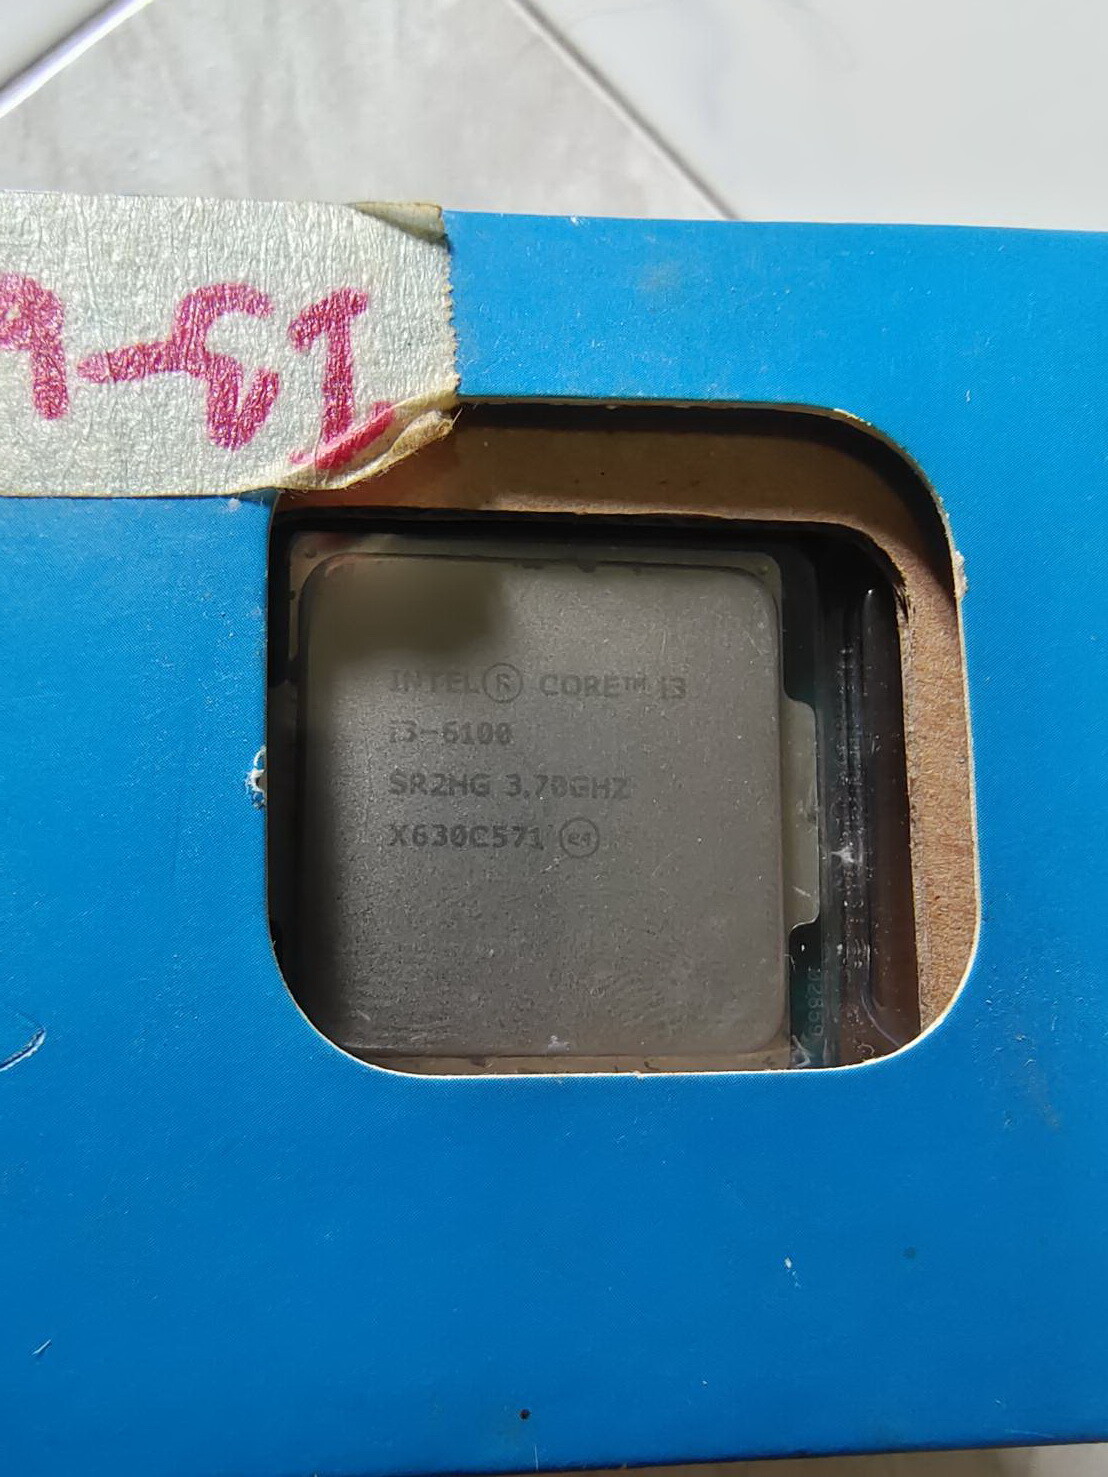 INTEL® CORE™ i3
i3-6100
SR2HG 3.70GHZ
X630C571 e4